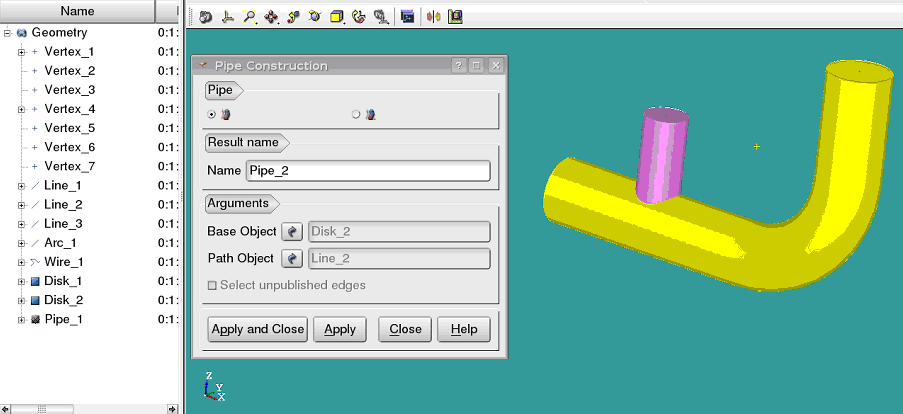 Name
Geometry 0:1:
Vertex_1 0:1:
Vertex_2 0:1:
Vertex_3 0:1:
Vertex_4 0:1:
Vertex_5 0:1:
Vertex_6 0:1:
Vertex_7 0:1:
Line_1 0:1:
Line_2 0:1:
Line_3 0:1:
Arc_1 0:1:
Wire_1 0:1:
Disk_1 0:1:
Disk_2 0:1:
Pipe_1 0:1:
Pipe Construction
Pipe
Result name
Name Pipe_2
Arguments
Base Object Disk_2
Path Object Line_2
Select unpublished edges
Apply and Close Apply Close Help
Z
Y
X